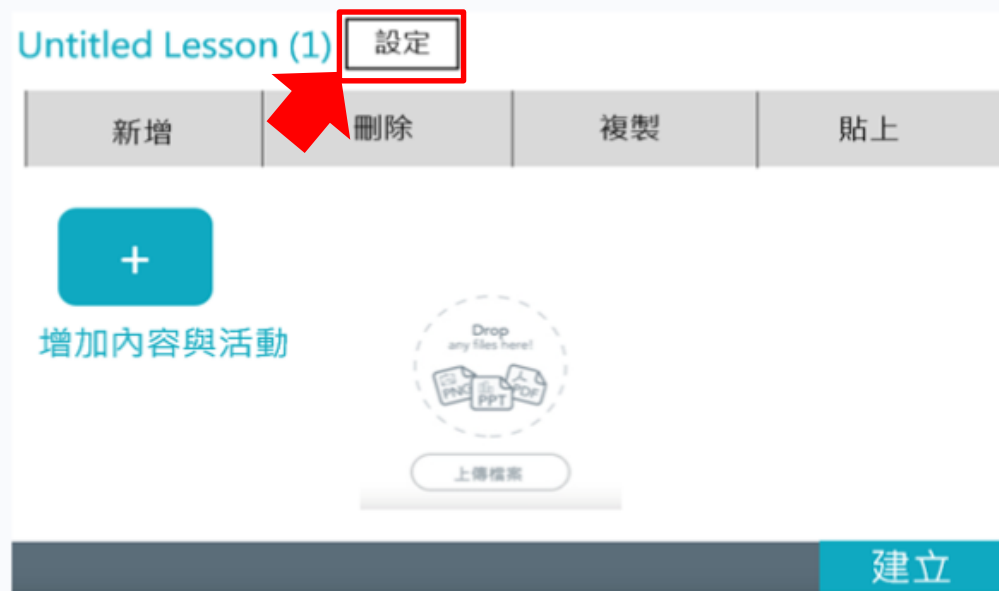 Untitled Lesson (1) 設定
新增 刪除 複製 貼上
+
增加內容與活動
Drop
any files here!
PNG PPT PDF
上傳檔案
建立